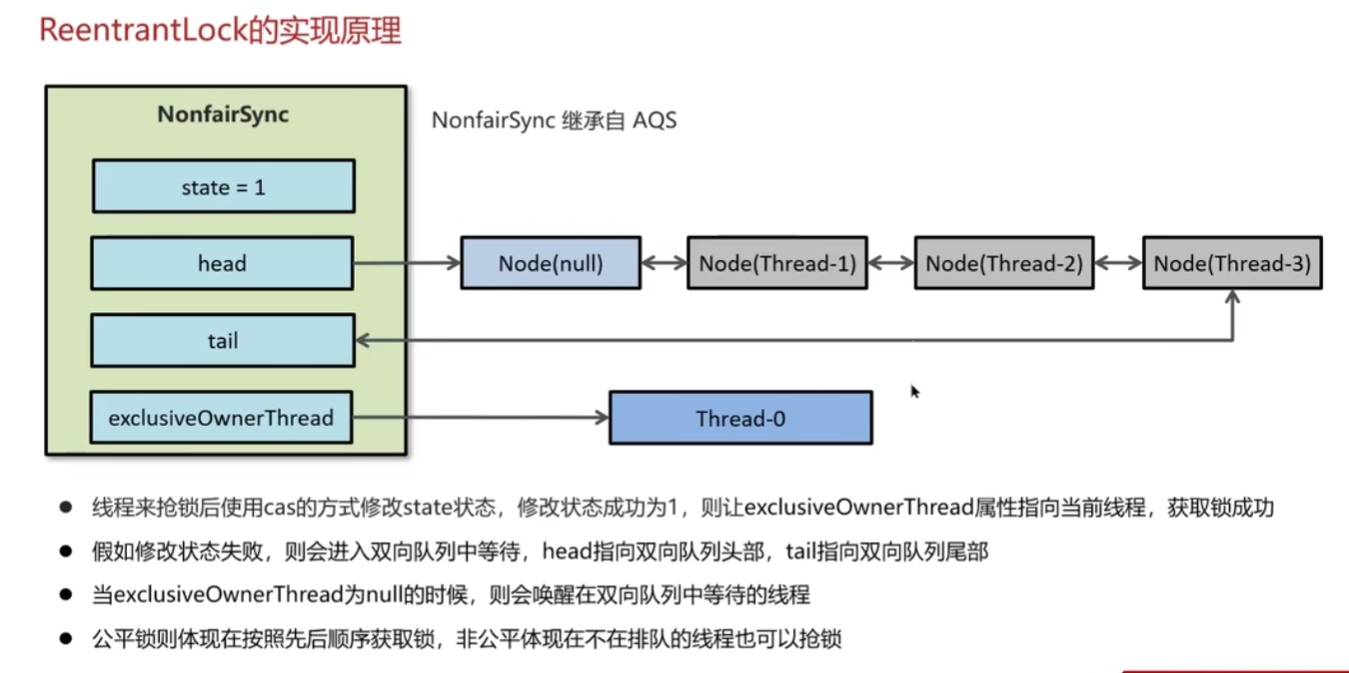 ReentrantLock的实现原理
NonfairSync
NonfairSync 继承自 AQS
state = 1
head
Node(null)
Node(Thread-1)
Node(Thread-2)
Node(Thread-3)
tail
exclusiveOwnerThread
Thread-0
● 线程来抢锁后使用cas的方式修改state状态，修改状态成功为1，则让exclusiveOwnerThread属性指向当前线程，获取锁成功
● 假如修改状态失败，则会进入双向队列中等待，head指向双向队列头部，tail指向双向队列尾部
● 当exclusiveOwnerThread为null的时候，则会唤醒在双向队列中等待的线程
● 公平锁则体现在按照先后顺序获取锁，非公平体现在不在排队的线程也可以抢锁